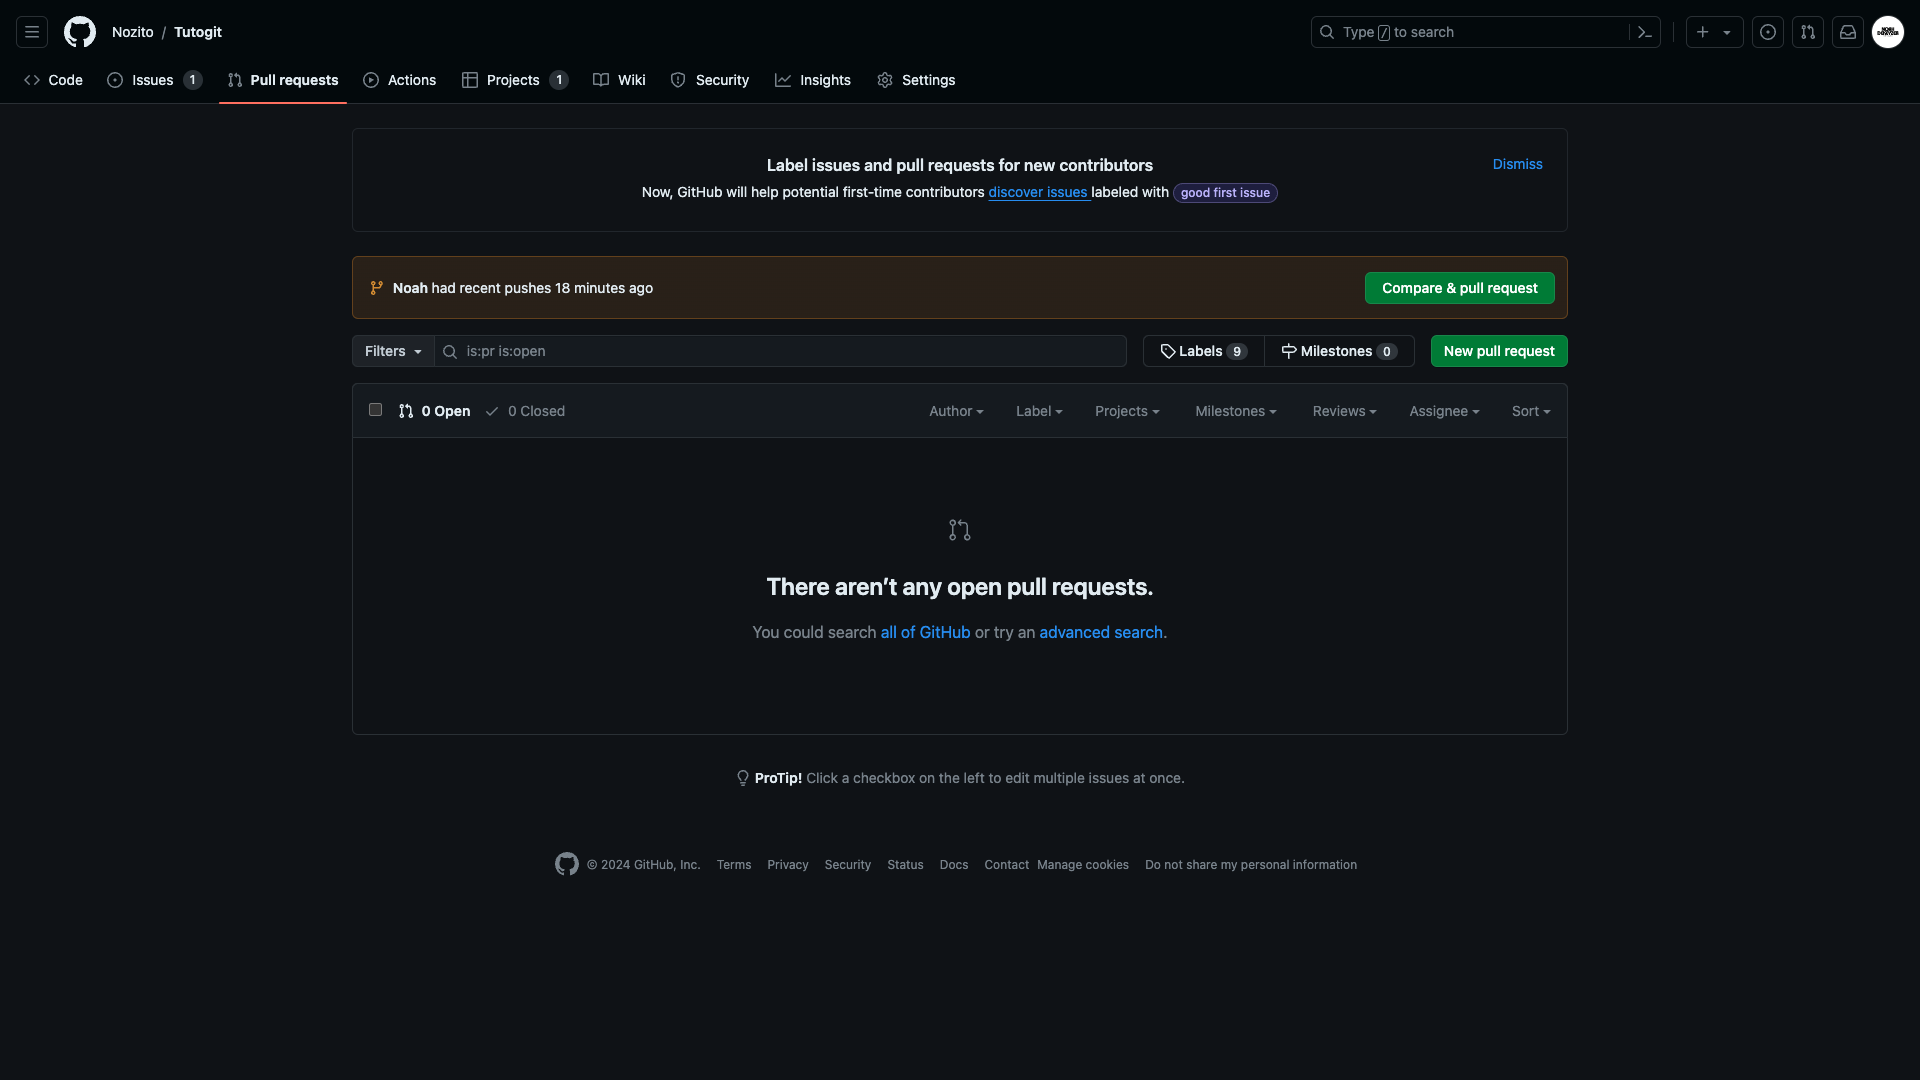 Nozito / Tutogit
Type / to search
Code
Issues 1
Pull requests
Actions
Projects 1
Wiki
Security
Insights
Settings
Label issues and pull requests for new contributors
Dismiss
Now, GitHub will help potential first-time contributors discover issues labeled with good first issue
Noah had recent pushes 18 minutes ago
Compare & pull request
Filters
is:pr is:open
Labels 9
Milestones 0
New pull request
0 Open
0 Closed
Author
Label
Projects
Milestones
Reviews
Assignee
Sort
There aren’t any open pull requests.
You could search all of GitHub or try an advanced search.
ProTip! Click a checkbox on the left to edit multiple issues at once.
© 2024 GitHub, Inc.
Terms
Privacy
Security
Status
Docs
Contact
Manage cookies
Do not share my personal information